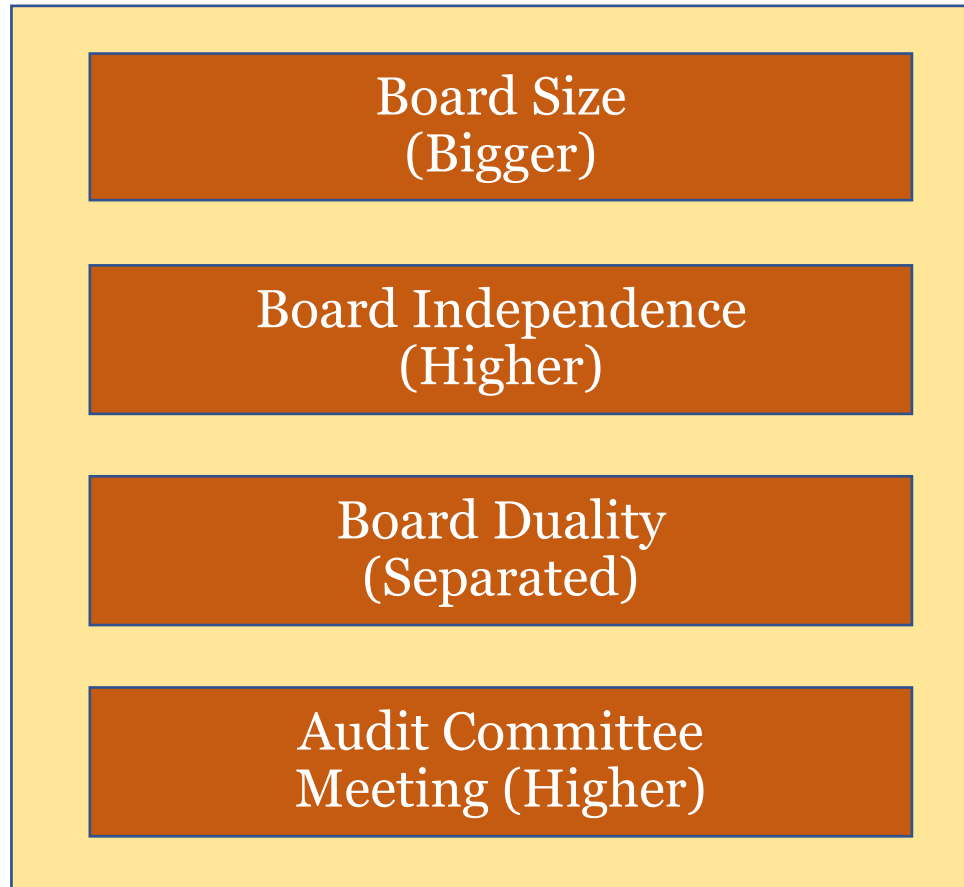 Board Size
(Bigger)
Board Independence
(Higher)
Board Duality
(Separated)
Audit Committee
Meeting (Higher)